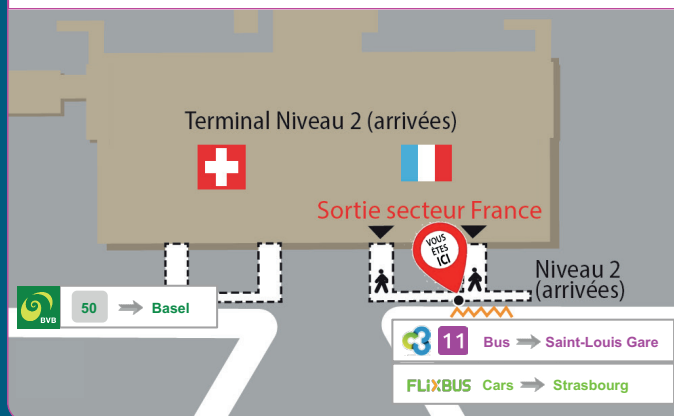 Terminal Niveau 2 (arrivées)
Sortie secteur France
VOUS
ÊTES
ICI
Niveau 2
(arrivées)
BVB 50 Basel
C3 11 Bus Saint-Louis Gare
FLiXBUS Cars Strasbourg